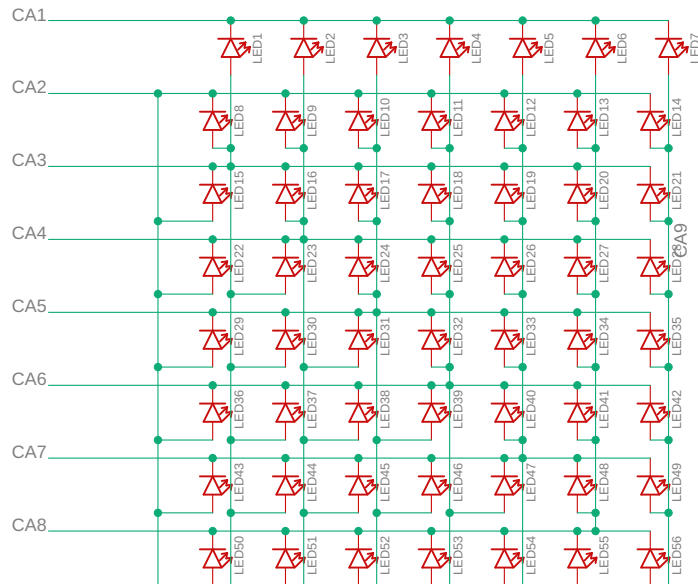 CA1
LED1 LED2 LED3 LED4 LED5 LED6 LED7
CA2
LED8 LED9 LED10 LED11 LED12 LED13 LED14
CA3
LED15 LED16 LED17 LED18 LED19 LED20 LED21
CA9
CA4
LED22 LED23 LED24 LED25 LED26 LED27 LED28
CA5
LED29 LED30 LED31 LED32 LED33 LED34 LED35
CA6
LED36 LED37 LED38 LED39 LED40 LED41 LED42
CA7
LED43 LED44 LED45 LED46 LED47 LED48 LED49
CA8
LED50 LED51 LED52 LED53 LED54 LED55 LED56